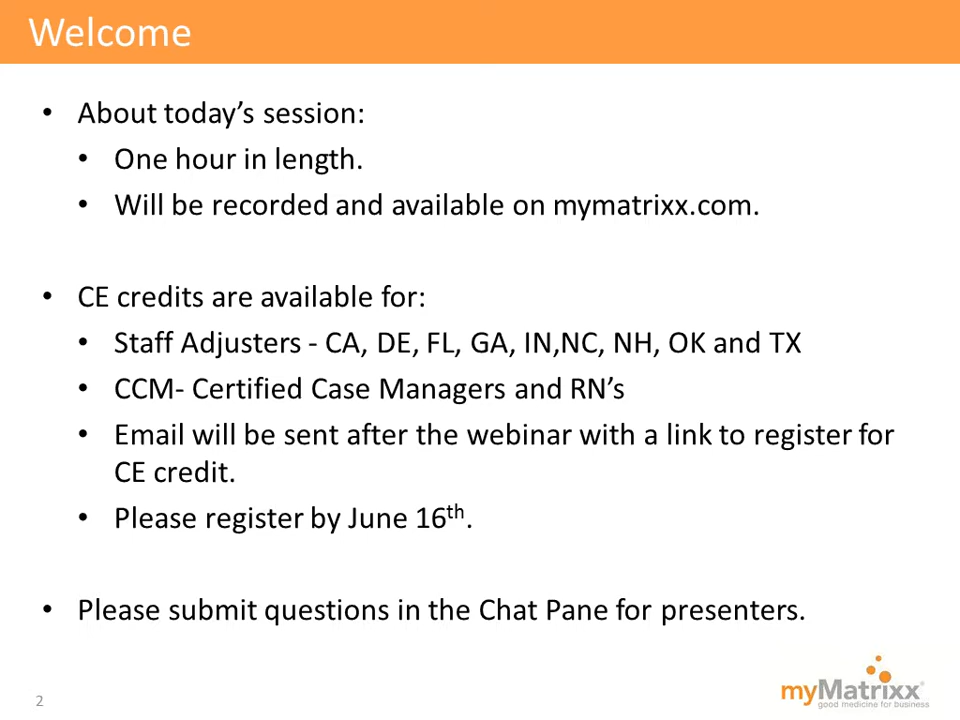 Welcome
• About today’s session:
• One hour in length.
• Will be recorded and available on mymatrixx.com.
• CE credits are available for:
• Staff Adjusters - CA, DE, FL, GA, IN,NC, NH, OK and TX
• CCM- Certified Case Managers and RN’s
• Email will be sent after the webinar with a link to register for
CE credit.
• Please register by June 16th.
• Please submit questions in the Chat Pane for presenters.
2
myMatrixx®
good medicine for business